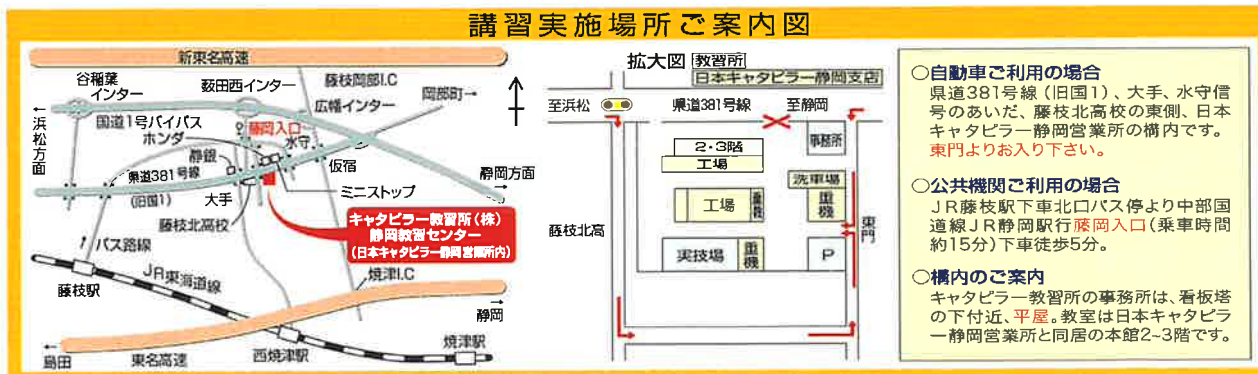 講習実施場所ご案内図
新東名高速
谷稲葉
インター
薮田西インター
藤枝岡部I.C
広幡インター
岡部町→
←浜松方面
国道1号バイパス
藤岡入口
ホンダ
水守
静銀
仮宿
県道381号線
(旧国1)
大手
ミニストップ
静岡方面
→
藤枝北高校
キャタピラー教習所(株)
静岡教習センター
(日本キャタピラー静岡営業所内)
バス路線
JR東海道線
焼津I.C
藤枝駅
静岡
→
←
島田
東名高速
西焼津駅
焼津駅
拡大図
教習所
日本キャタピラー静岡支店
至浜松
県道381号線
至静岡
2・3階
工場
事務所
洗車場
工場
重機
重機
藤枝北高
東門
実技場
重機
P
○自動車ご利用の場合
県道381号線(旧国1)、大手、水守信
号のあいだ、藤枝北高校の東側、日本
キャタピラー静岡営業所の構内です。
東門よりお入り下さい。
○公共機関ご利用の場合
JR藤枝駅下車北口バス停より中部国
道線JR静岡駅行藤岡入口(乗車時間
約15分)下車徒歩5分。
○構内のご案内
キャタピラー教習所の事務所は、看板塔
の下付近、平屋。教室は日本キャタピラ
ー静岡営業所と同居の本館2~3階です。